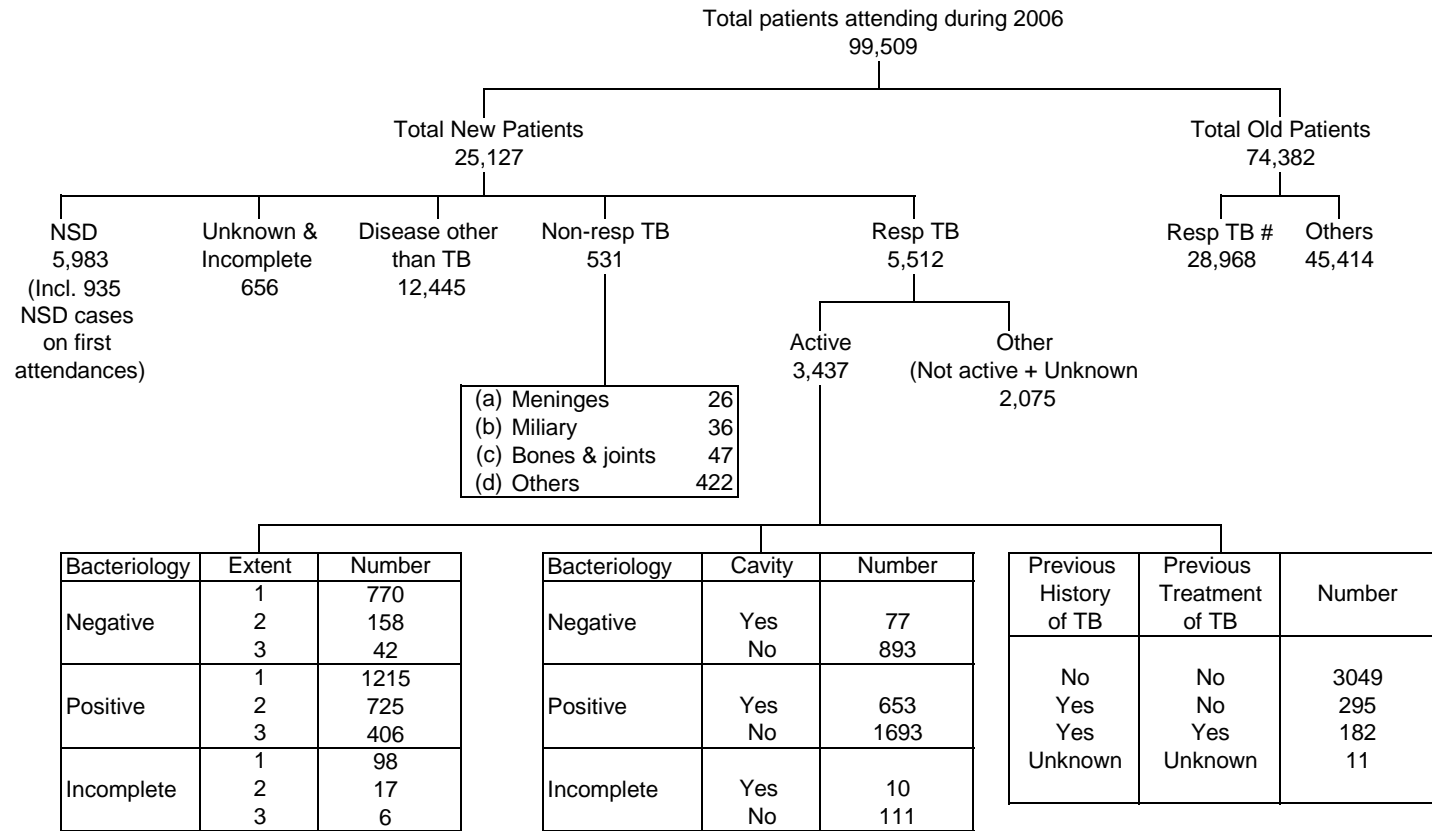 Total patients attending during 2006
99,509
Total New Patients
25,127
Total Old Patients
74,382
NSD
5,983
(Incl. 935
NSD cases
on first
attendances)
Unknown &
Incomplete
656
Disease other
than TB
12,445
Non-resp TB
531
Resp TB
5,512
Resp TB #
28,968
Others
45,414
Active
3,437
Other
(Not active + Unknown
2,075
(a) Meninges 26
(b) Miliary 36
(c) Bones & joints 47
(d) Others 422
Bacteriology Extent Number
1 770
Negative 2 158
3 42
1 1215
Positive 2 725
3 406
1 98
Incomplete 2 17
3 6
Bacteriology Cavity Number
Negative Yes 77
No 893
Positive Yes 653
No 1693
Incomplete Yes 10
No 111
Previous Previous
History Treatment Number
of TB of TB
No No 3049
Yes No 295
Yes Yes 182
Unknown Unknown 11